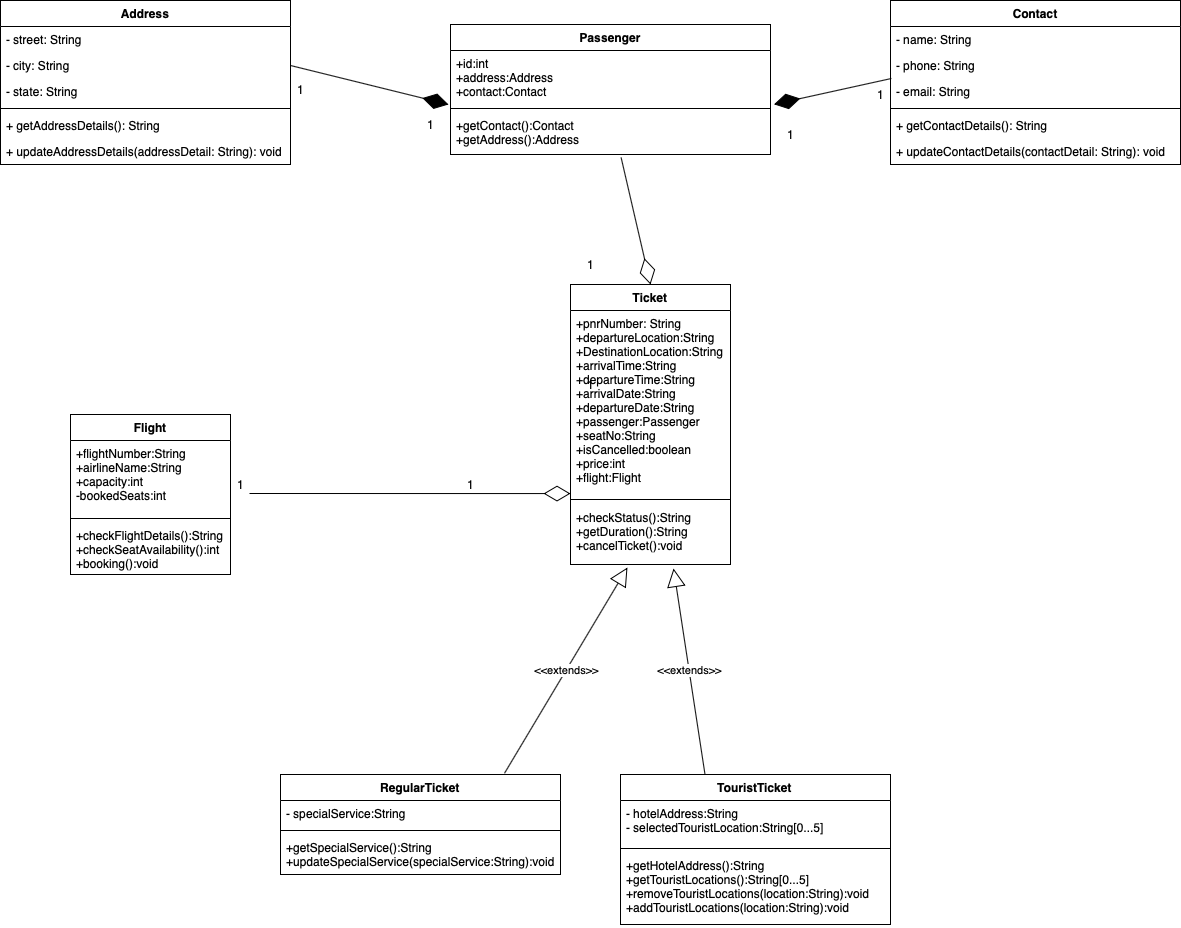 Address
- street: String
- city: String
- state: String
+ getAddressDetails(): String
+ updateAddressDetails(addressDetail: String): void
1
1
Passenger
+id:int
+address:Address
+contact:Contact
+getContact():Contact
+getAddress():Address
1
1
Contact
- name: String
- phone: String
- email: String
+ getContactDetails(): String
+ updateContactDetails(contactDetail: String): void
1
Ticket
+pnrNumber: String
+departureLocation:String
+DestinationLocation:String
+arrivalTime:String
+departureTime:String
+arrivalDate:String
+departureDate:String
+passenger:Passenger
+seatNo:String
+isCancelled:boolean
+price:int
+flight:Flight
+checkStatus():String
+getDuration():String
+cancelTicket():void
Flight
+flightNumber:String
+airlineName:String
+capacity:int
-bookedSeats:int
+checkFlightDetails():String
+checkSeatAvailability():int
+booking():void
1
1
<<extends>>
<<extends>>
RegularTicket
- specialService:String
+getSpecialService():String
+updateSpecialService(specialService:String):void
TouristTicket
- hotelAddress:String
- selectedTouristLocation:String[0...5]
+getHotelAddress():String
+getTouristLocations():String[0...5]
+removeTouristLocations(location:String):void
+addTouristLocations(location:String):void